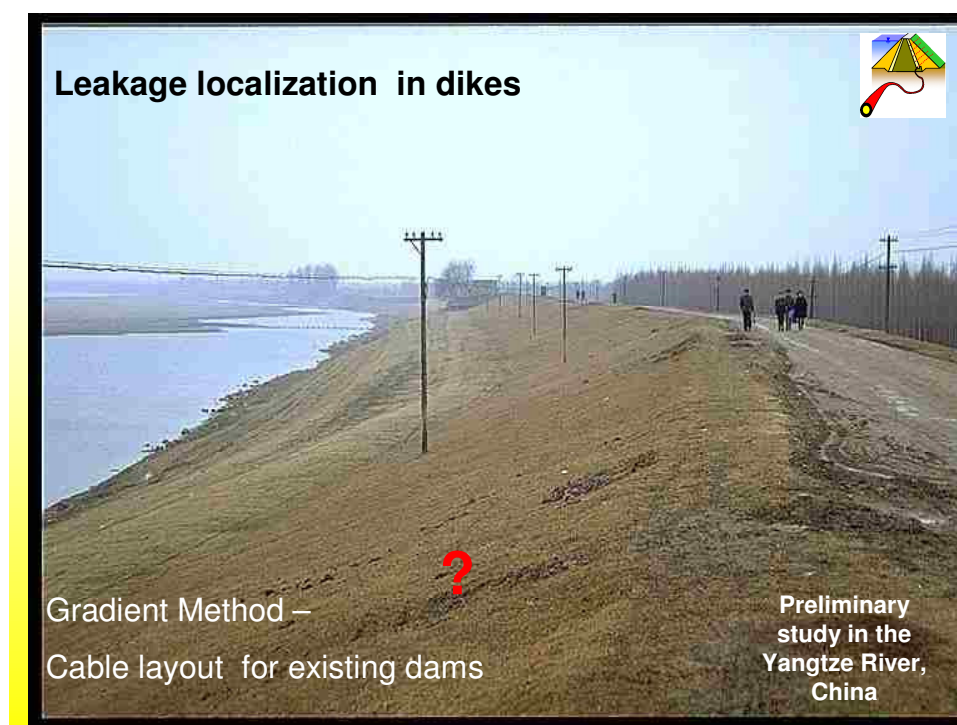 Leakage localization in dikes
?
Gradient Method –
Cable layout for existing dams
Preliminary
study in the
Yangtze River,
China